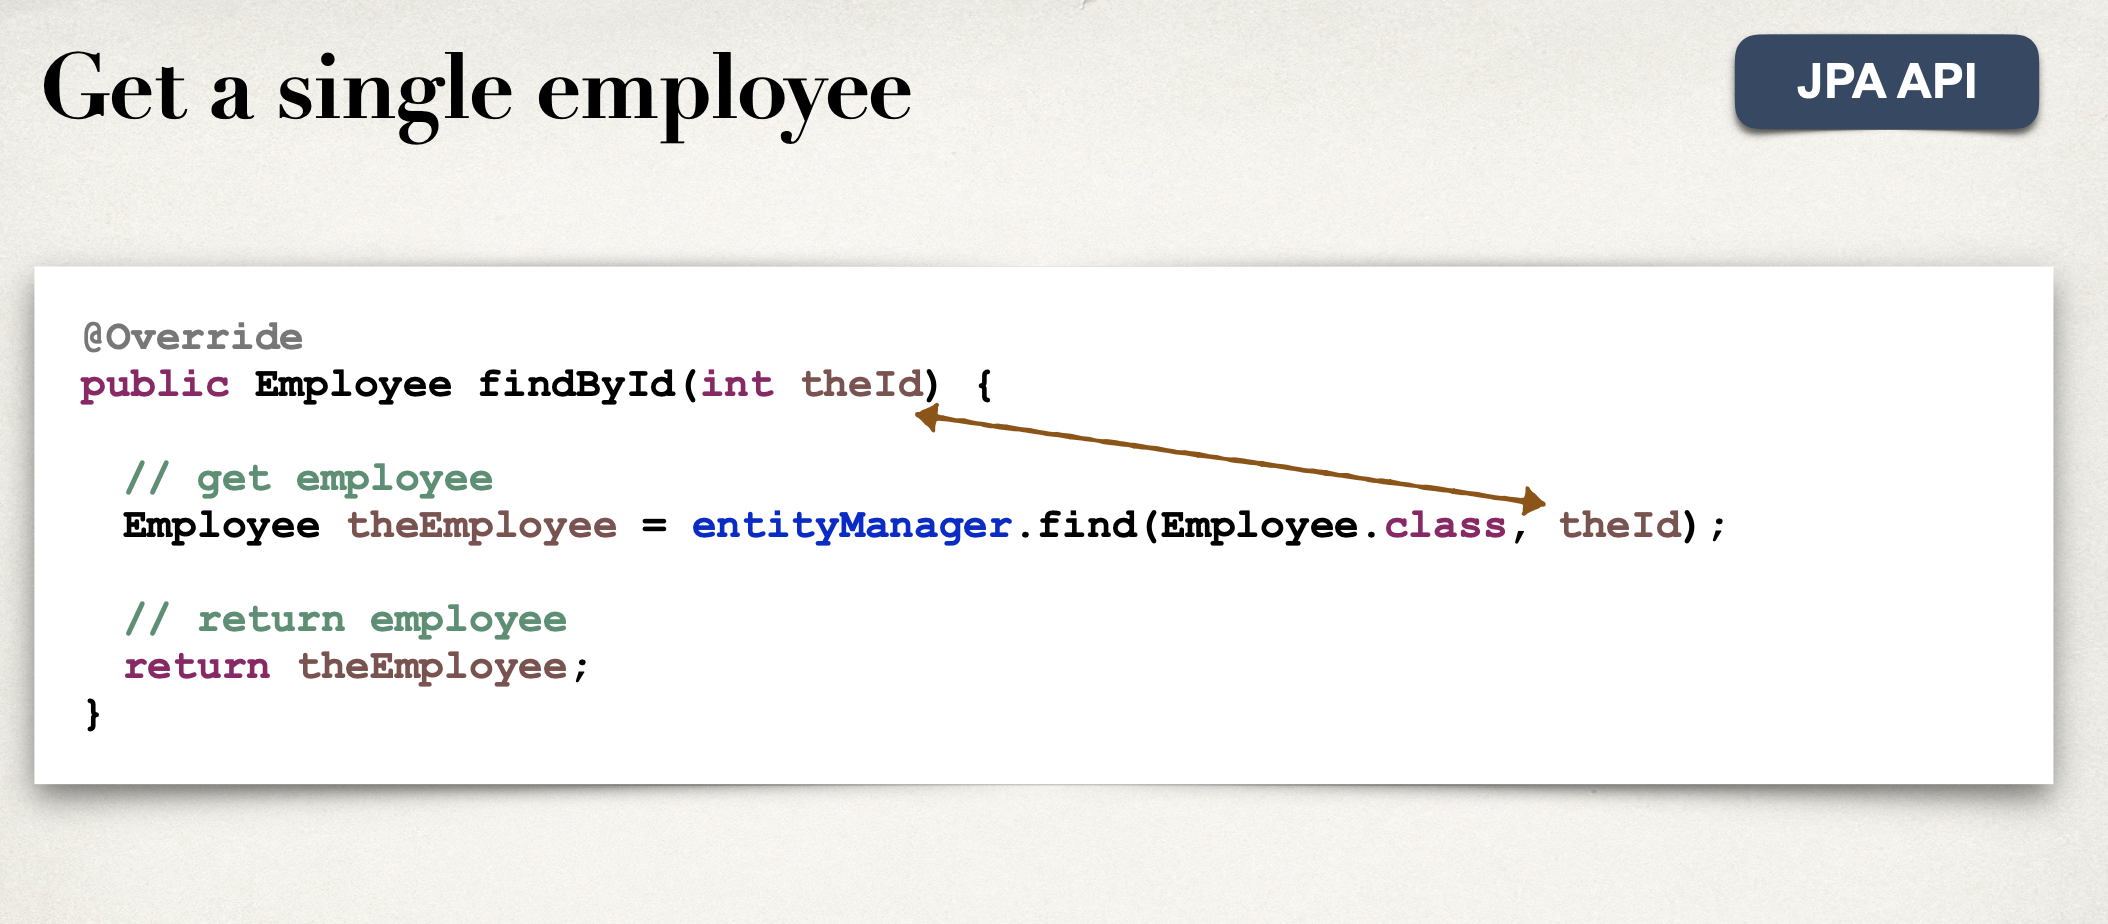 Get a single employee
JPA API
@Override
public Employee findById(int theId) {
// get employee
Employee theEmployee = entityManager.find(Employee.class, theId);
// return employee
return theEmployee;
}